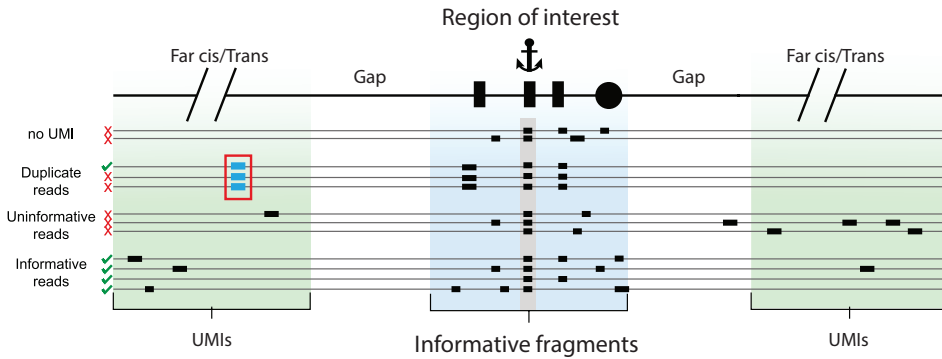 Region of interest
Far cis/Trans
Gap
Gap
Far cis/Trans
no UMI
Duplicate
reads
Uninformative
reads
Informative
reads
UMIs
Informative fragments
UMIs